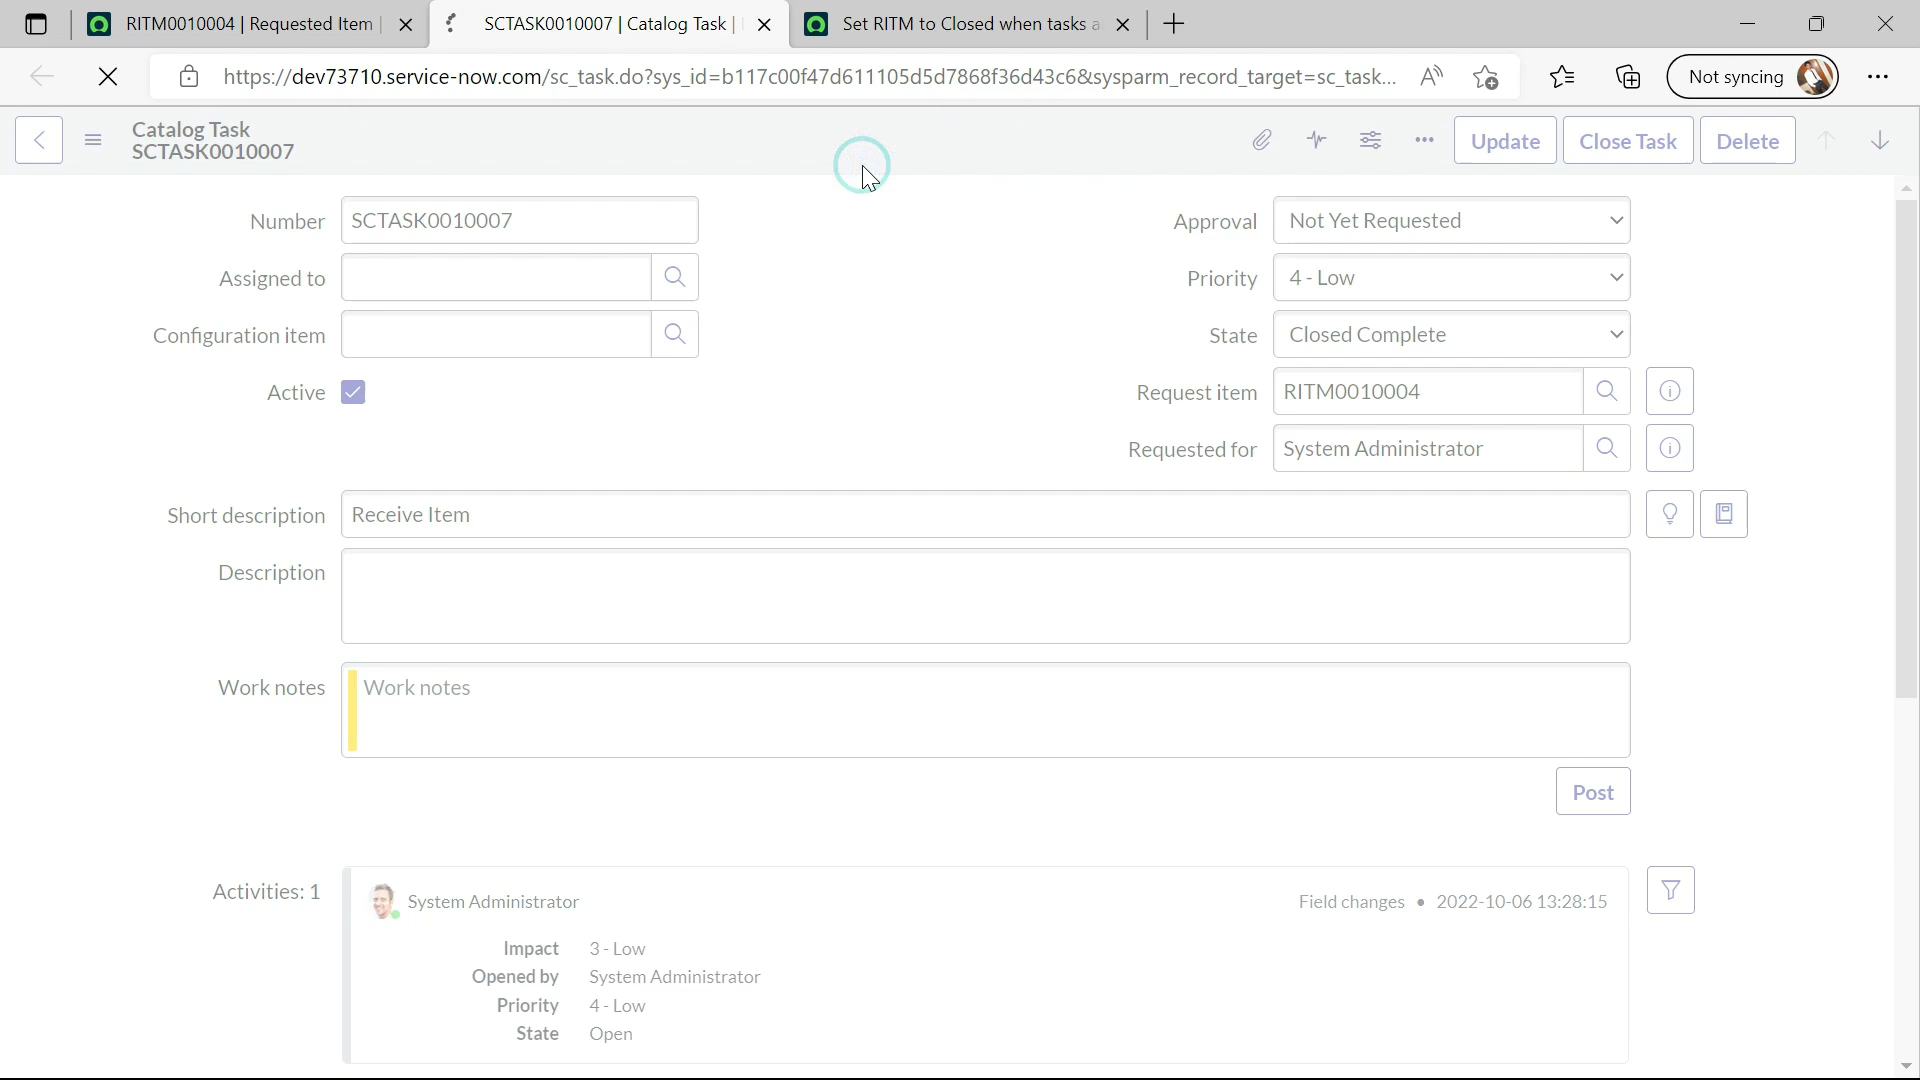 RITM0010004 | Requested Item |
SCTASK0010007 | Catalog Task |
Set RITM to Closed when tasks a
https://dev73710.service-now.com/sc_task.do?sys_id=b117c00f47d611105d5d7868f36d43c6&sysparm_record_target=sc_task...
Not syncing
Catalog Task
SCTASK0010007
Update
Close Task
Delete
Number
SCTASK0010007
Approval
Not Yet Requested
Assigned to
Priority
4 - Low
Configuration item
State
Closed Complete
Active
Request item
RITM0010004
Requested for
System Administrator
Short description
Receive Item
Description
Work notes
Work notes
Post
Activities: 1
System Administrator
Field changes • 2022-10-06 13:28:15
Impact 3 - Low
Opened by System Administrator
Priority 4 - Low
State Open